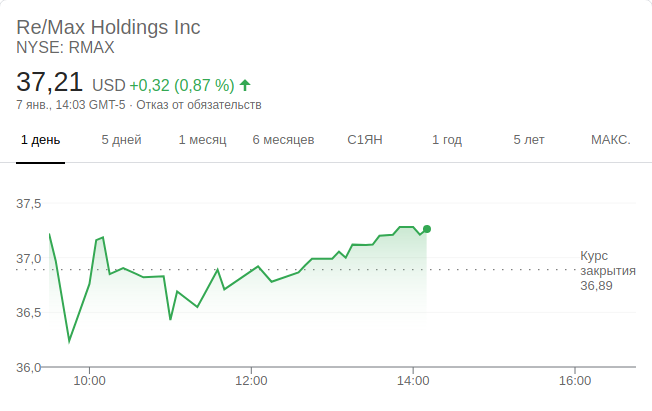 Re/Max Holdings Inc
NYSE: RMAX
37,21 USD +0,32 (0,87 %)
7 янв., 14:03 GMT-5 · Отказ от обязательств
1 день 5 дней 1 месяц 6 месяцев С1ЯН 1 год 5 лет МАКС.
37,5
37,0
36,5
36,0
Курс
закрытия
36,89
10:00 12:00 14:00 16:00